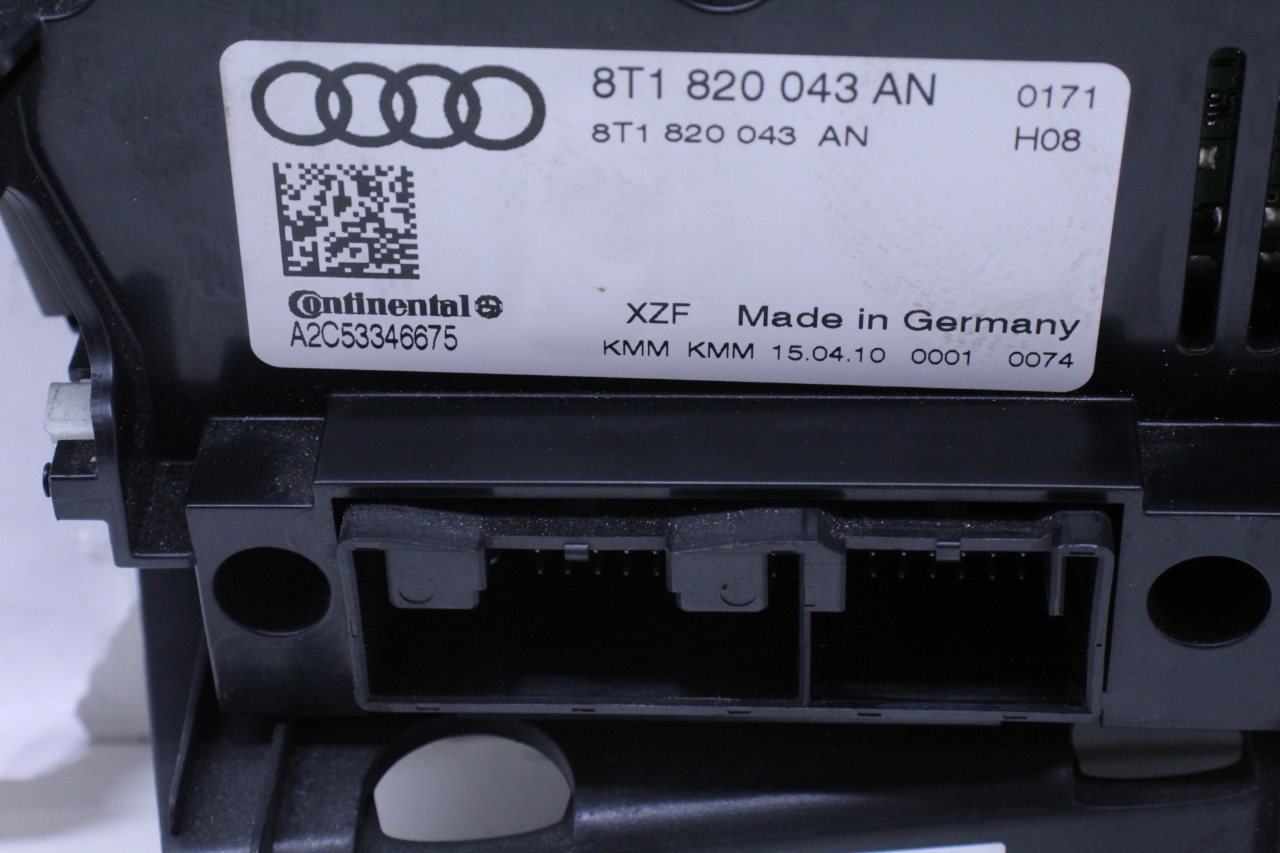 8T1 820 043 AN 0171
8T1 820 043 AN H08
Continental
A2C53346675
XZF Made in Germany
KMM KMM 15.04.10 0001 0074